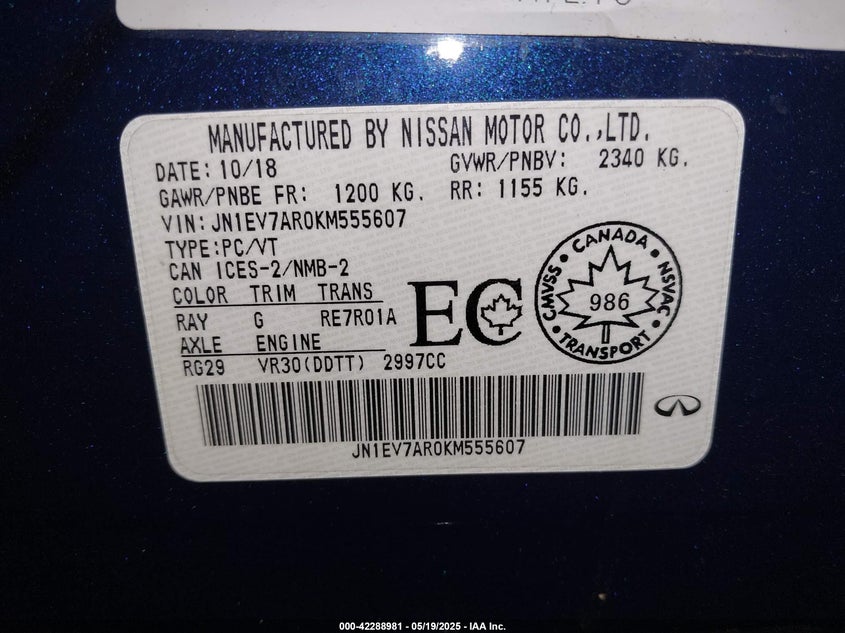 MANUFACTURED BY NISSAN MOTOR CO.,LTD.
DATE: 10/18 GVWR/PNBV: 2340 KG.
GAWR/PNBE FR: 1200 KG. RR: 1155 KG.
VIN:JN1EV7AR0KM555607
TYPE:PC/VT
CAN ICES-2/NMB-2
COLOR TRIM TRANS
RAY G RE7R01A
AXLE ENGINE
RG29 VR30(DDTT) 2997CC
EC
CANADA
CMVSS NSVAC
986
TRANSPORT
JN1EV7AR0KM555607
000-42288981 - 05/19/2025 - IAA Inc.